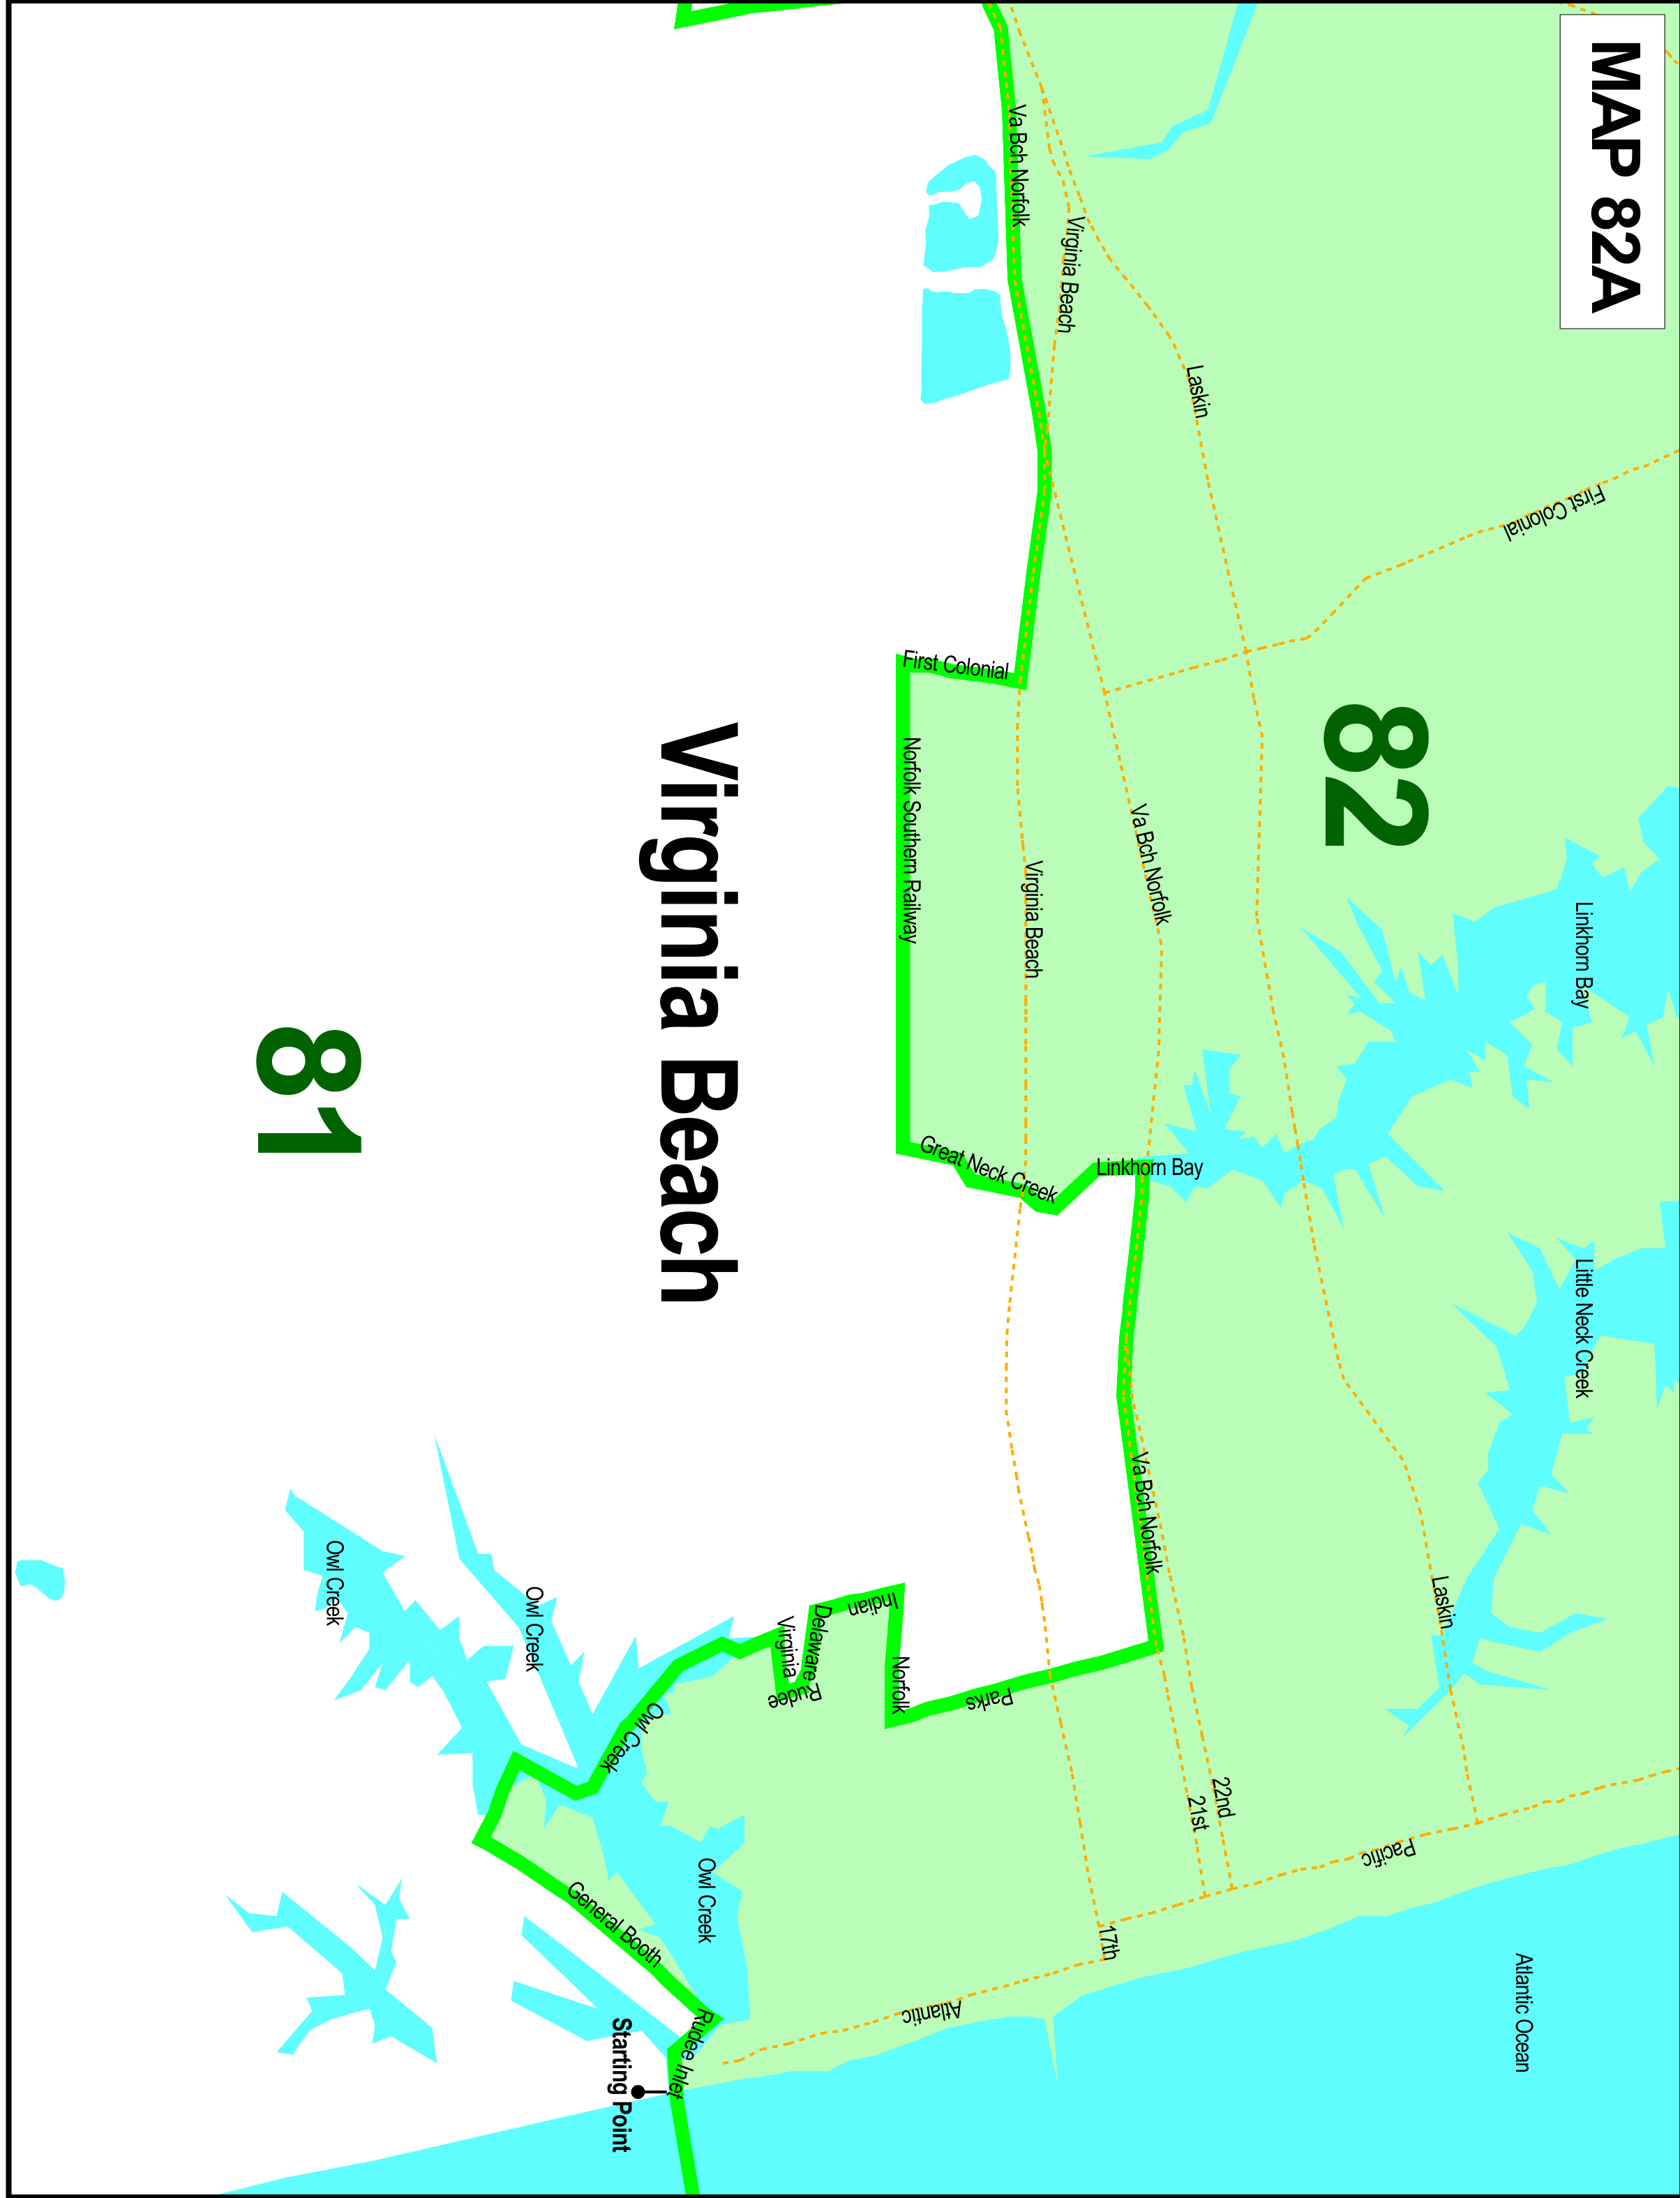 MAP 82A
First Colonial
82
Linkhorn Bay
Little Neck Creek
Atlantic Ocean
Laskin
Laskin
Pacific
Va Bch Norfolk
Virginia Beach
Va Bch Norfolk
Linkhorn Bay
Va Bch Norfolk
22nd
21st
17th
First Colonial
Norfolk Southern Railway
Virginia Beach
Great Neck Creek
Parks
Atlantic
Indian
Norfolk
Delaware
Virginia
Rudee
Virginia Beach
Owl Creek
Owl Creek
Owl Creek
Owl Creek
General Booth
Rudee Inlet
Starting Point
81